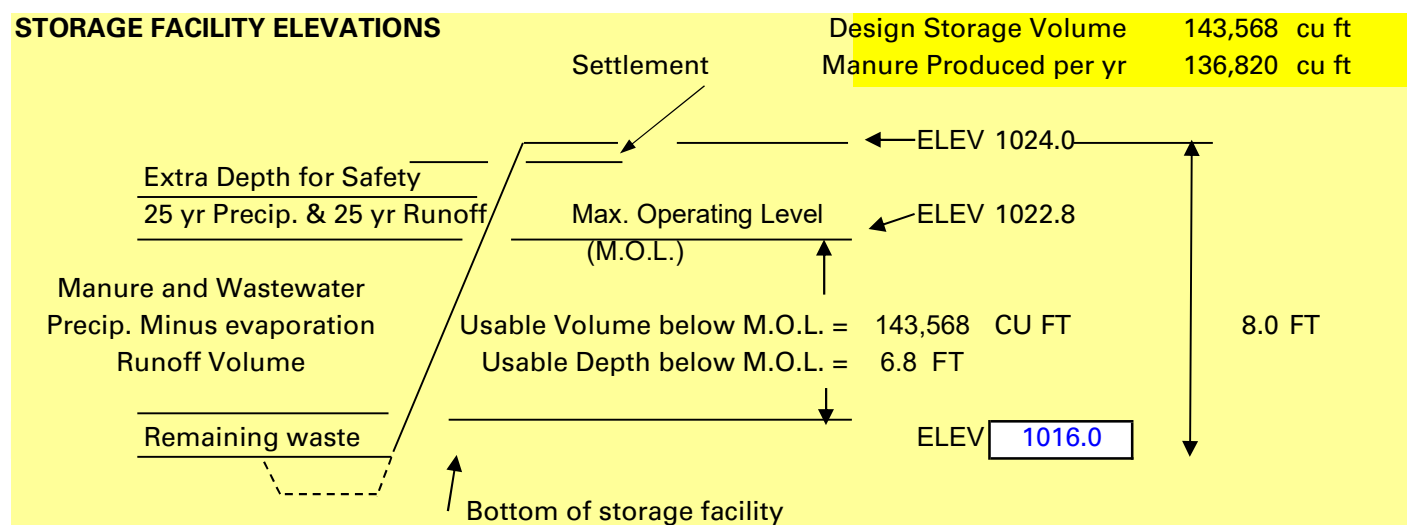 STORAGE FACILITY ELEVATIONS Design Storage Volume 143,568 cu ft
Settlement Manure Produced per yr 136,820 cu ft
ELEV 1024.0
Extra Depth for Safety
25 yr Precip. & 25 yr Runoff Max. Operating Level ELEV 1022.8
(M.O.L.)
Manure and Wastewater
Precip. Minus evaporation Usable Volume below M.O.L. = 143,568 CU FT 8.0 FT
Runoff Volume Usable Depth below M.O.L. = 6.8 FT
Remaining waste ELEV 1016.0
Bottom of storage facility